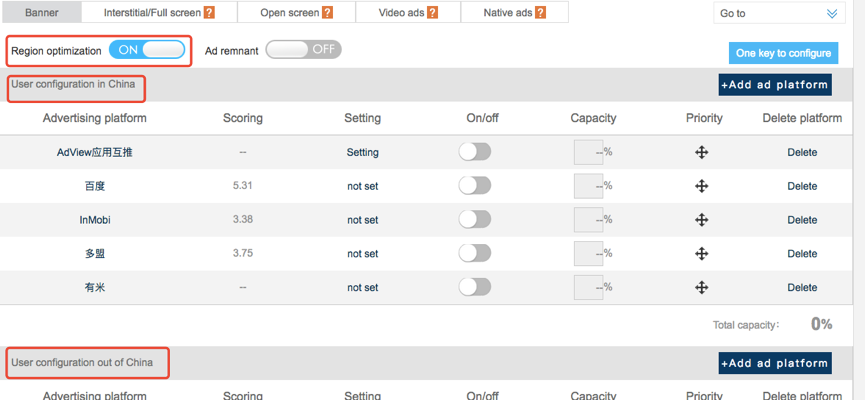 Banner Interstitial/Full screen ? Open screen ? Video ads ? Native ads ? Go to
Region optimization ON Ad remnant OFF One key to configure
User configuration in China +Add ad platform
Advertising platform Scoring Setting On/off Capacity Priority Delete platform
AdView应用互推 -- Setting --% Delete
百度 5.31 not set --% Delete
InMobi 3.38 not set --% Delete
多盟 3.75 not set --% Delete
有米 -- not set --% Delete
Total capacity: 0%
User configuration out of China +Add ad platform
Advertising platform Scoring Setting On/off Capacity Priority Delete platform